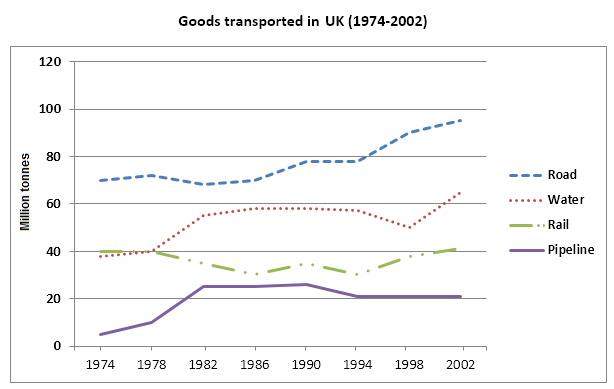 Goods transported in UK (1974-2002)
Million tonnes
120
100
80
60
40
20
0
1974 1978 1982 1986 1990 1994 1998 2002
Road
Water
Rail
Pipeline